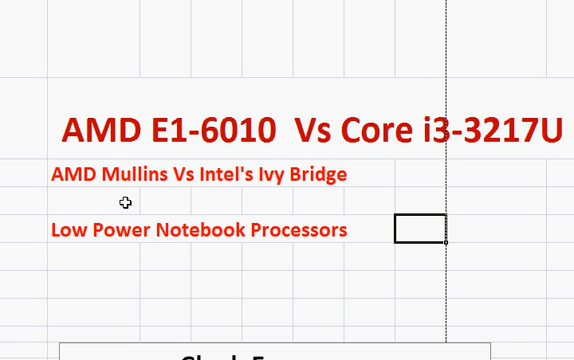 AMD E1-6010  Vs Core i3-3217U
AMD Mullins Vs Intel's Ivy Bridge
Low Power Notebook Processors